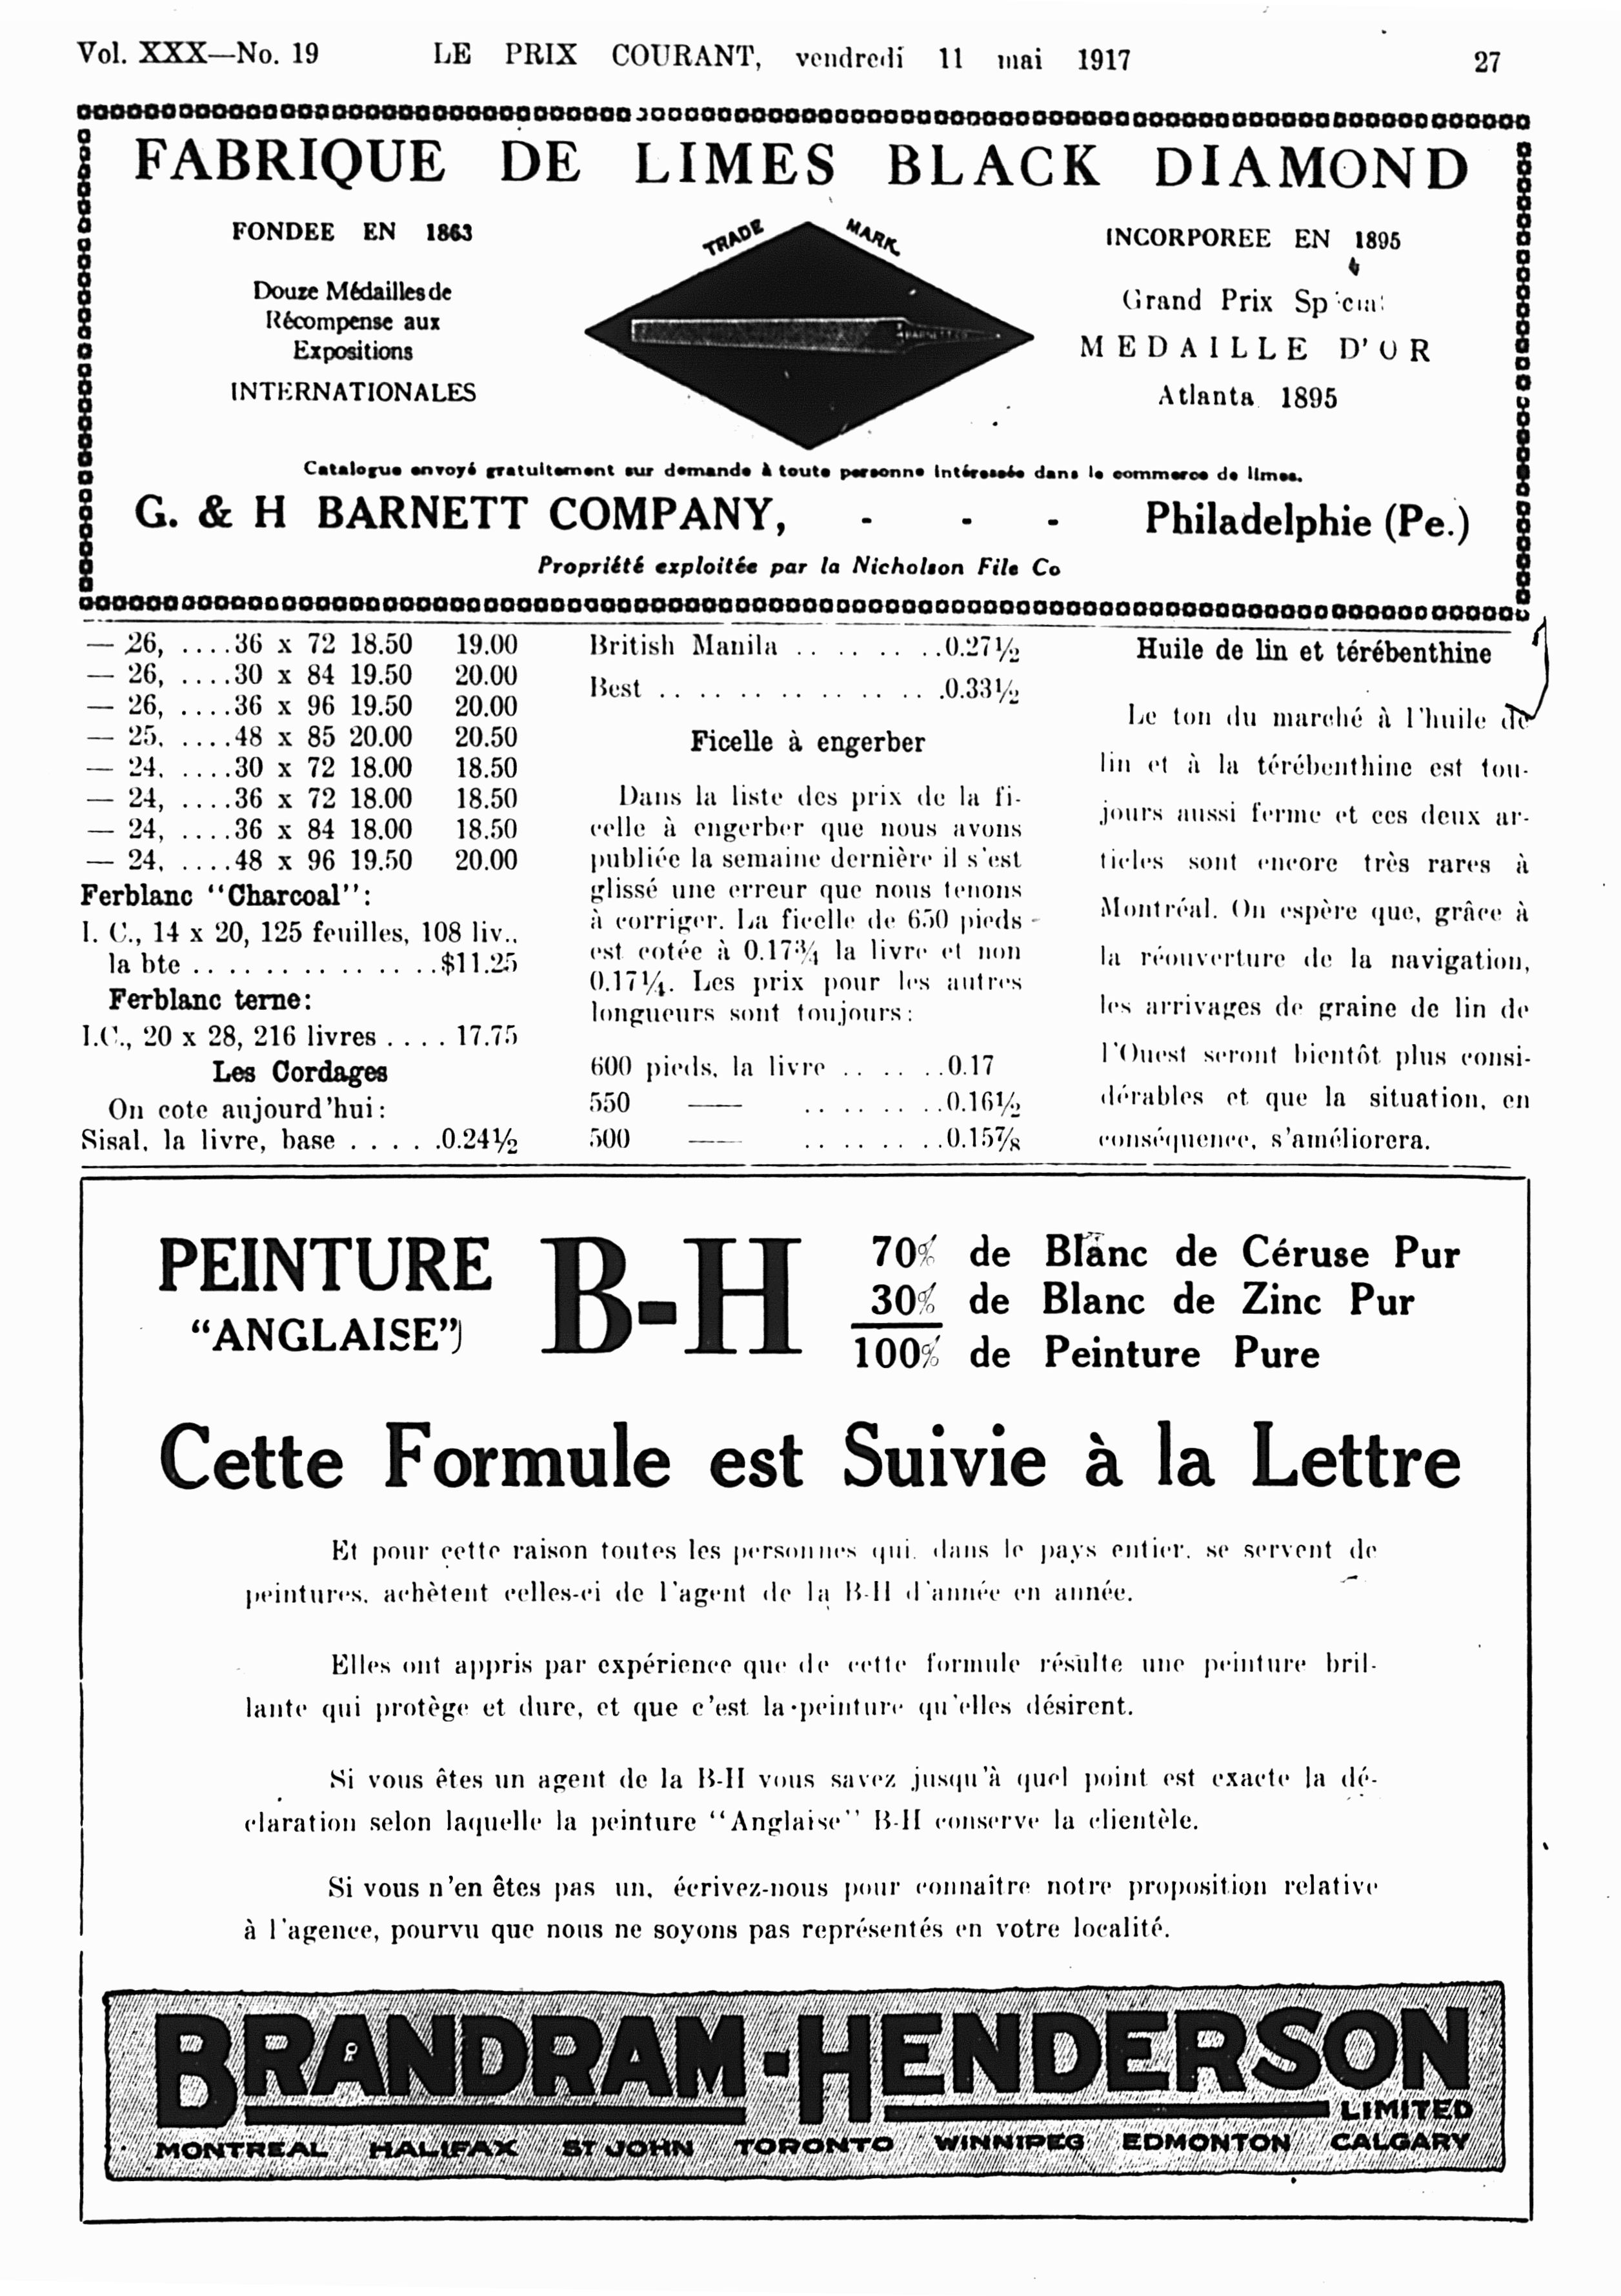 Vol. XXX—No. 19 LE PRIX COURANT, vendredi 11 mai 1917 27
FABRIQUE DE LIMES BLACK DIAMOND
FONDEE EN 1863
Douze Médailles de
Récompense aux
Expositions
INTERNATIONALES
TRADE MARK
INCORPOREE EN 1895
Grand Prix Spécial
MEDAILLE D'OR
Atlanta 1895
Catalogue envoyé gratuitement sur demande à toute personne intéressée dans le commerce de limes.
G. & H BARNETT COMPANY, - - - Philadelphie (Pe.)
Propriété exploitée par la Nicholson File Co
— 26, ....36 x 72 18.50 19.00
— 26, ....30 x 84 19.50 20.00
— 26, ....36 x 96 19.50 20.00
— 25, ....48 x 85 20.00 20.50
— 24, ....30 x 72 18.00 18.50
— 24, ....36 x 72 18.00 18.50
— 24, ....36 x 84 18.00 18.50
— 24, ....48 x 96 19.50 20.00
Ferblanc "Charcoal":
I. C., 14 x 20, 125 feuilles, 108 liv.,
la bte . . . . . . . . . . . . . .$11.25
Ferblanc terne:
I.C., 20 x 28, 216 livres . . . . 17.75
Les Cordages
On cote aujourd'hui:
Sisal, la livre, base . . . . .0.24½
British Manila . . . . . . . .0.27½
Best . . . . . . . . . . . . . .0.33½
Ficelle à engerber
Dans la liste des prix de la fi-
celle à engerber que nous avons
publiée la semaine dernière il s'est
glissé une erreur que nous tenons
à corriger. La ficelle de 650 pieds
est cotée à 0.17¾ la livre et non
0.17¼. Les prix pour les autres
longueurs sont toujours:
600 pieds, la livre . . . . . .0.17
550 —— . . . . . . . .0.16½
500 —— . . . . . . . .0.15⅞
Huile de lin et térébenthine
Le ton du marché à l'huile de
lin et à la térébenthine est tou-
jours aussi ferme et ces deux ar-
ticles sont encore très rares à
Montréal. On espère que, grâce à
la réouverture de la navigation,
les arrivages de graine de lin de
l'Ouest seront bientôt plus consi-
dérables et que la situation, en
conséquence, s'améliorera.
PEINTURE
"ANGLAISE"
B-H
70% de Blanc de Céruse Pur
30% de Blanc de Zinc Pur
100% de Peinture Pure
Cette Formule est Suivie à la Lettre
Et pour cette raison toutes les personnes qui, dans le pays entier, se servent de
peintures, achètent celles-ci de l'agent de la B-H d'année en année.
Elles ont appris par expérience que de cette formule résulte une peinture bril-
lante qui protège et dure, et que c'est la peinture qu'elles désirent.
Si vous êtes un agent de la B-H vous savez jusqu'à quel point est exacte la dé-
claration selon laquelle la peinture "Anglaise" B-H conserve la clientèle.
Si vous n'en êtes pas un, écrivez-nous pour connaitre notre proposition relative
à l'agence, pourvu que nous ne soyons pas représentés en votre localité.
BRANDRAM-HENDERSON
LIMITED
MONTREAL HALIFAX ST JOHN TORONTO WINNIPEG EDMONTON CALGARY